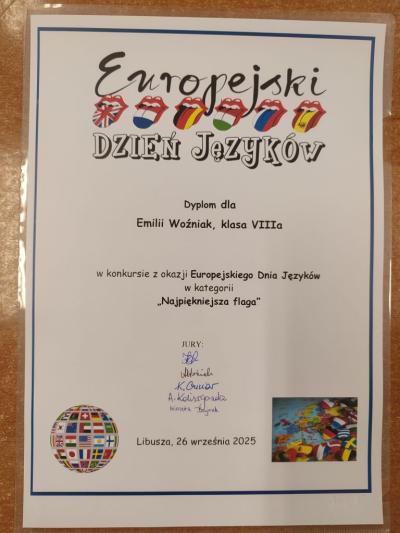 Europejski
DZIEŃ JĘZYKÓW
Dyplom dla
Emilii Woźniak, klasa VIIIa
w konkursie z okazji Europejskiego Dnia Języków
w kategorii
„Najpiękniejsza flaga”
JURY:
Libusza, 26 września 2025